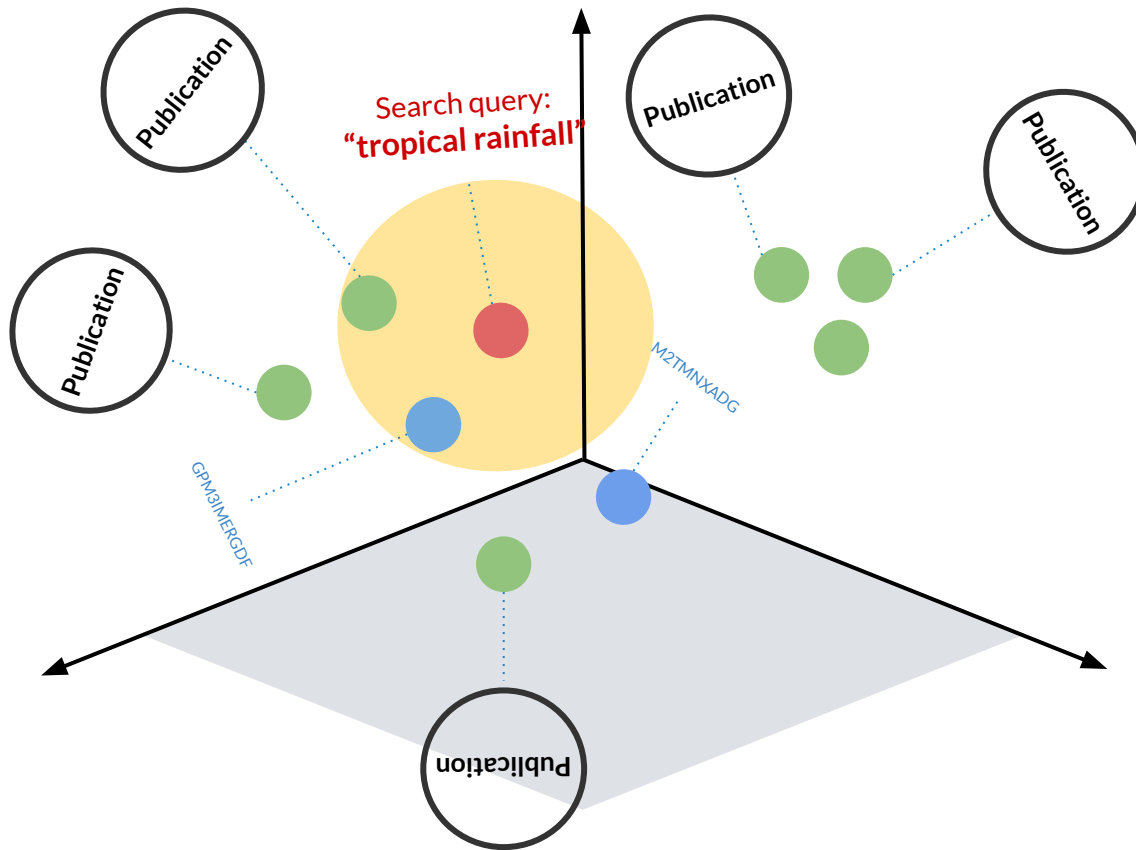 Publication
Search query:
“tropical rainfall”
Publication
Publication
Publication
M2TMNXADG
GPM3IMERGDF
Publication